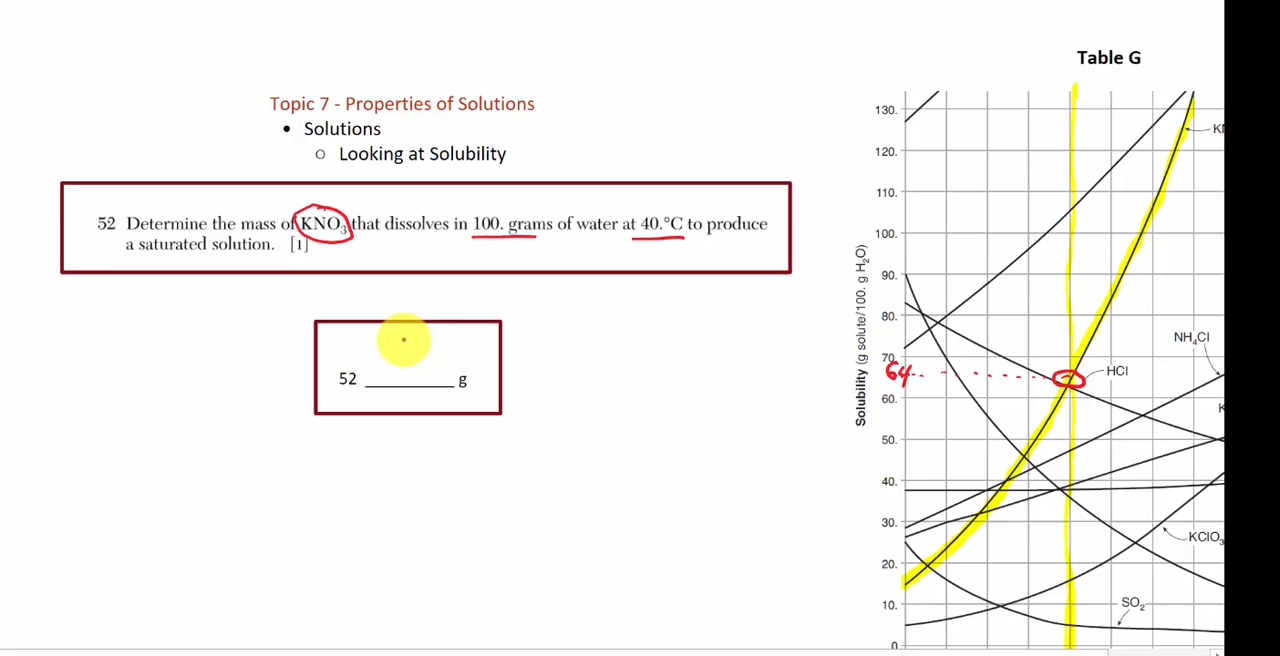 Table G
Topic 7 - Properties of Solutions
• Solutions
o Looking at Solubility
52 Determine the mass of KNO₃ that dissolves in 100. grams of water at 40.°C to produce
a saturated solution. [1]
52 __________ g
Solubility (g solute/100. g H₂O)
130.
120.
110.
100.
90.
80.
70.
64
60.
50.
40.
30.
20.
10.
0
KN
HCl
NH₄Cl
K
KClO₃
SO₂